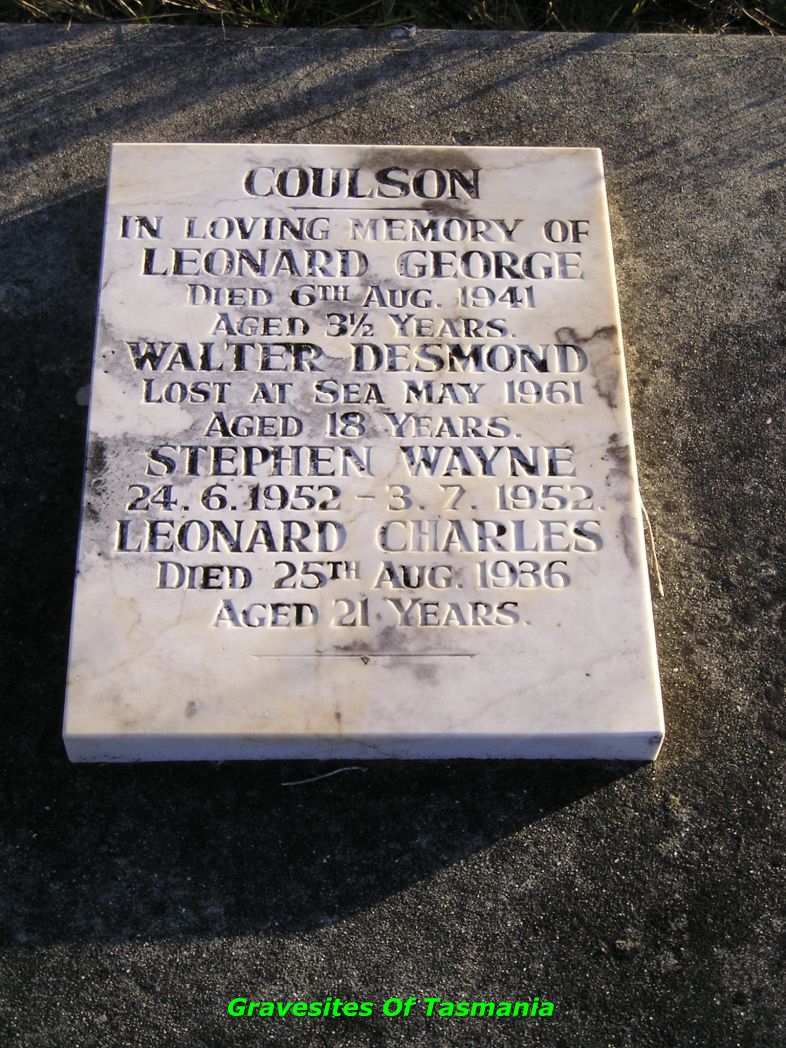 COULSON
IN LOVING MEMORY OF
LEONARD GEORGE
DIED 6TH AUG. 1941
AGED 3½ YEARS.
WALTER DESMOND
LOST AT SEA MAY 1961
AGED 18 YEARS.
STEPHEN WAYNE
24.6.1952 – 3.7.1952.
LEONARD CHARLES
DIED 25TH AUG. 1936
AGED 21 YEARS.
Gravesites Of Tasmania